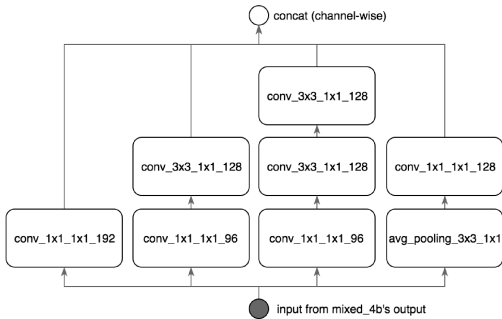 concat (channel-wise)
conv_3x3_1x1_128
conv_3x3_1x1_128
conv_3x3_1x1_128
conv_1x1_1x1_128
conv_1x1_1x1_192
conv_1x1_1x1_96
conv_1x1_1x1_96
avg_pooling_3x3_1x1
input from mixed_4b's output